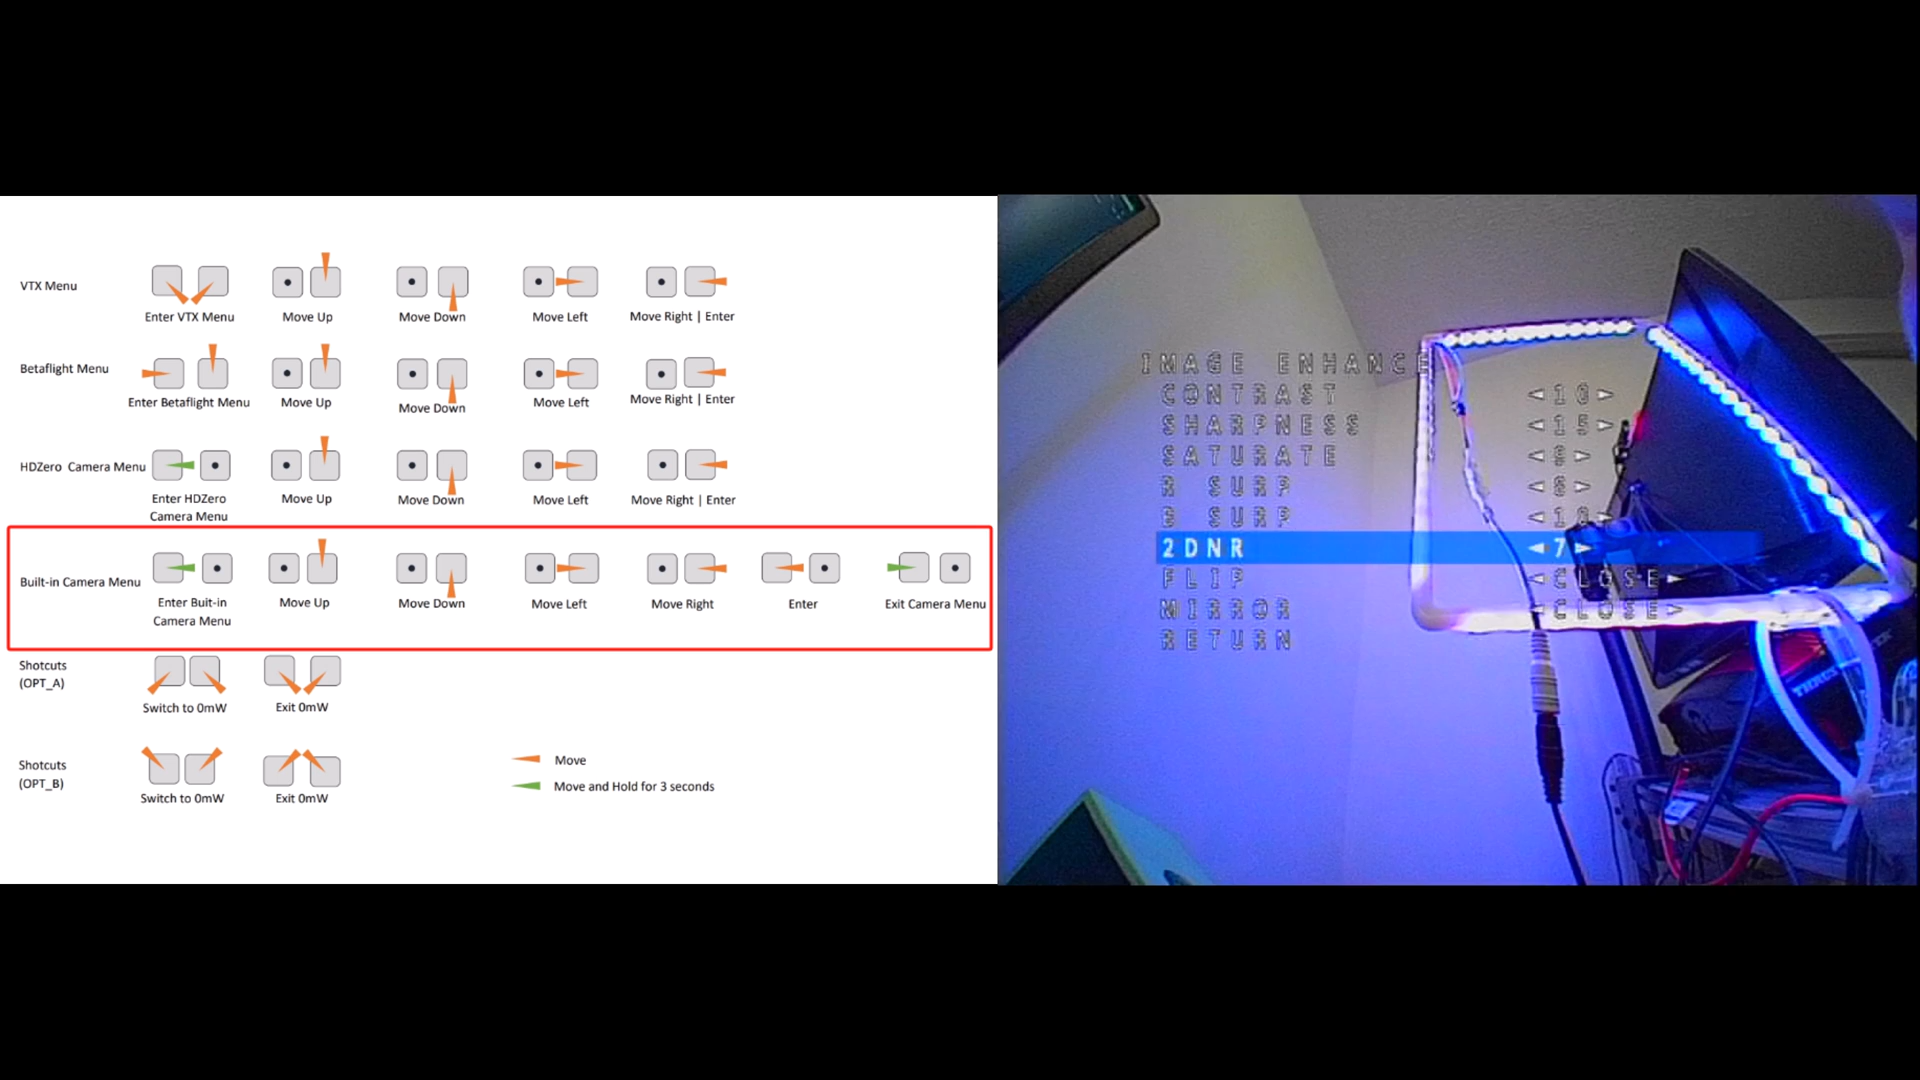 VTX Menu
Enter VTX Menu
Move Up
Move Down
Move Left
Move Right | Enter
Betaflight Menu
Enter Betaflight Menu
Move Up
Move Down
Move Left
Move Right | Enter
HDZero Camera Menu
Enter HDZero
Camera Menu
Move Up
Move Down
Move Left
Move Right | Enter
Built-in Camera Menu
Enter Buit-in
Camera Menu
Move Up
Move Down
Move Left
Move Right
Enter
Exit Camera Menu
Shotcuts
(OPT_A)
Switch to 0mW
Exit 0mW
Shotcuts
(OPT_B)
Switch to 0mW
Exit 0mW
Move
Move and Hold for 3 seconds
IMAGE ENHANCE
CONTRAST
SHARPNESS 15
SATURATE
R SURP
B SURP
2DNR 7
FLIP CLOSE
MIRROR CLOSE
RETURN